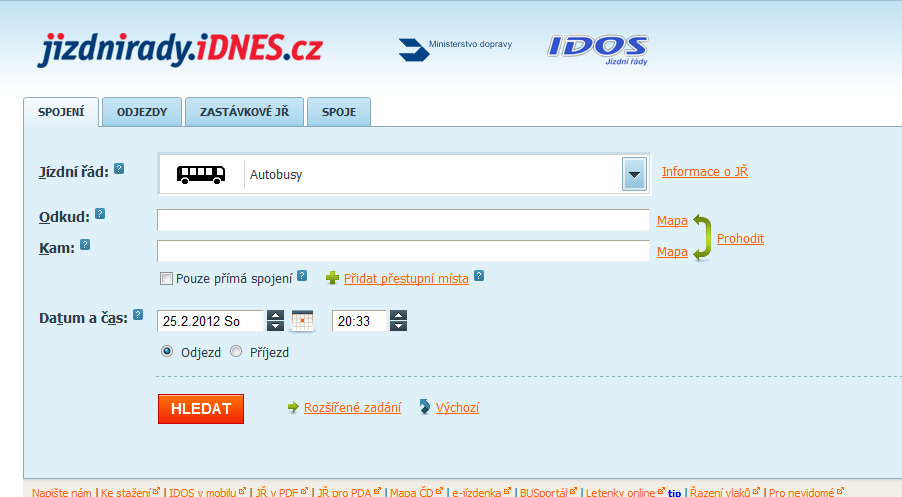 jizdnirady.iDNES.cz
Ministerstvo dopravy
IDOS
Jízdní řády
SPOJENÍ ODJEZDY ZASTÁVKOVÉ JŘ SPOJE
Jízdní řád: ? Autobusy Informace o JŘ
Odkud: ? Mapa
Prohodit
Kam: ? Mapa
Pouze přímá spojení ? Přidat přestupní místa ?
Datum a čas: ? 25.2.2012 So 20:33
Odjezd Příjezd
HLEDAT Rozšířené zadání Výchozí
Napište nám | Ke stažení | IDOS v mobilu | JŘ v PDF | JŘ pro PDA | Mapa ČD | e-jízdenka | BUSportál | Letenky online tip | Řazení vlaků | Pro nevidomé